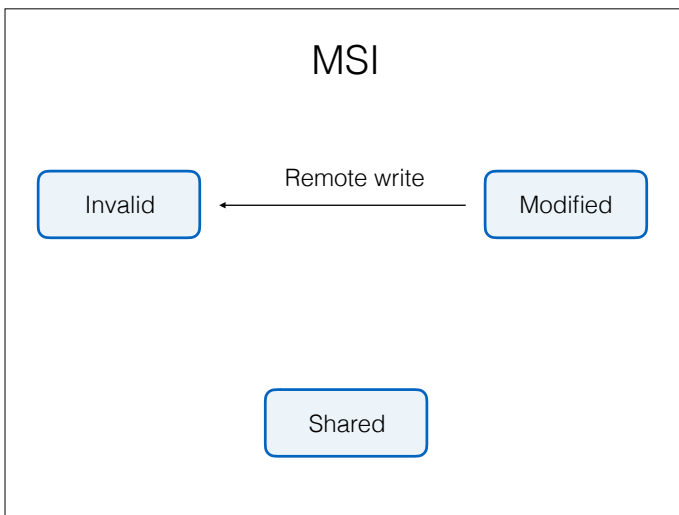 MSI
Remote write
Invalid
Modified
Shared